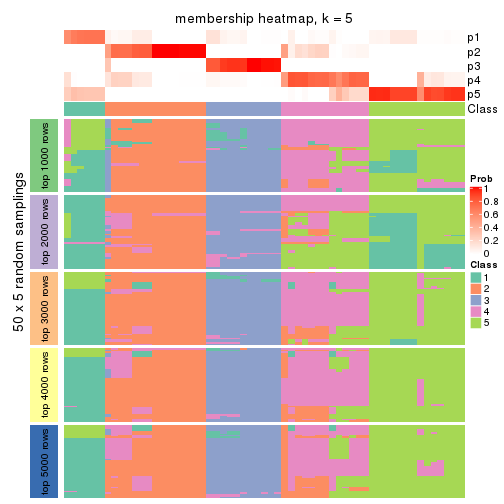 membership heatmap, k = 5
p1
p2
p3
p4
p5
Class
50 x 5 random samplings
top 1000 rows
top 2000 rows
top 3000 rows
top 4000 rows
top 5000 rows
Prob
1
0.8
0.6
0.4
0.2
0
Class
1
2
3
4
5